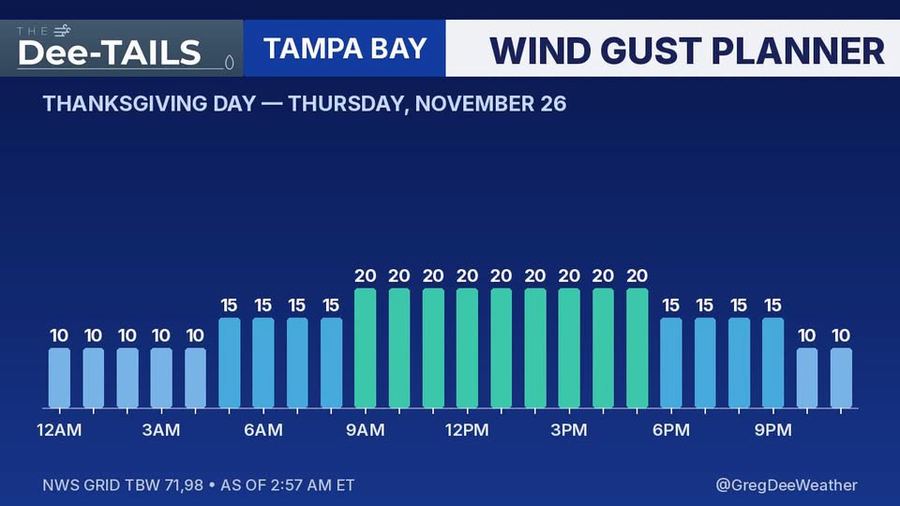 THE
Dee-TAILS
TAMPA BAY
WIND GUST PLANNER
THANKSGIVING DAY — THURSDAY, NOVEMBER 26
10 10 10 10 10 15 15 15 15 20 20 20 20 20 20 20 20 20 15 15 15 15 10 10
12AM 3AM 6AM 9AM 12PM 3PM 6PM 9PM
NWS GRID TBW 71,98 • AS OF 2:57 AM ET
@GregDeeWeather